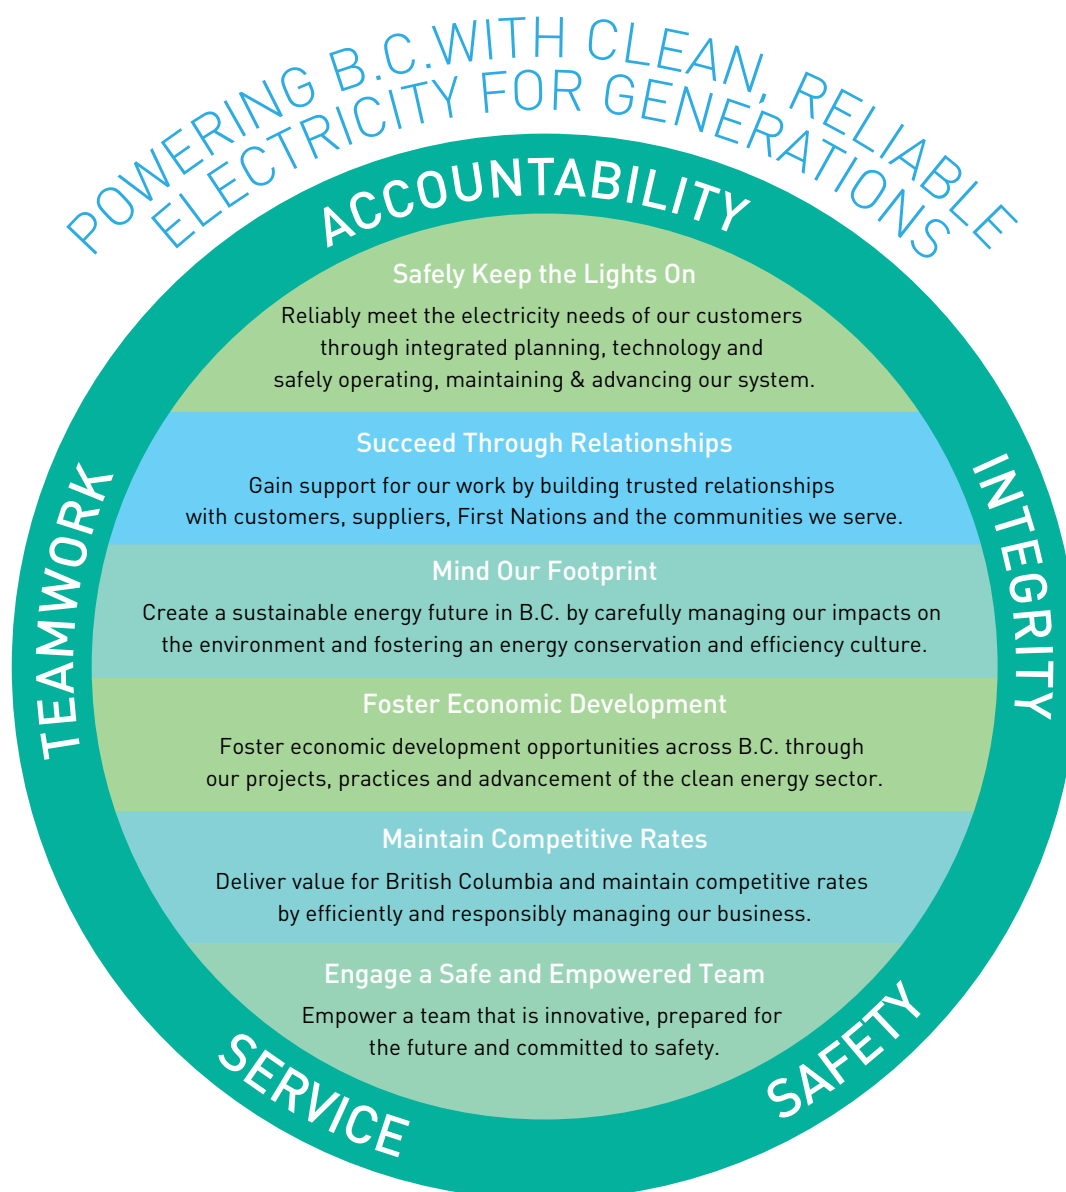 POWERING B.C. WITH CLEAN, RELIABLE
ELECTRICITY FOR GENERATIONS
ACCOUNTABILITY
Safely Keep the Lights On
Reliably meet the electricity needs of our customers
through integrated planning, technology and
safely operating, maintaining & advancing our system.
Succeed Through Relationships
Gain support for our work by building trusted relationships
with customers, suppliers, First Nations and the communities we serve.
TEAMWORK
INTEGRITY
Mind Our Footprint
Create a sustainable energy future in B.C. by carefully managing our impacts on
the environment and fostering an energy conservation and efficiency culture.
Foster Economic Development
Foster economic development opportunities across B.C. through
our projects, practices and advancement of the clean energy sector.
Maintain Competitive Rates
Deliver value for British Columbia and maintain competitive rates
by efficiently and responsibly managing our business.
Engage a Safe and Empowered Team
Empower a team that is innovative, prepared for
the future and committed to safety.
SERVICE
SAFETY